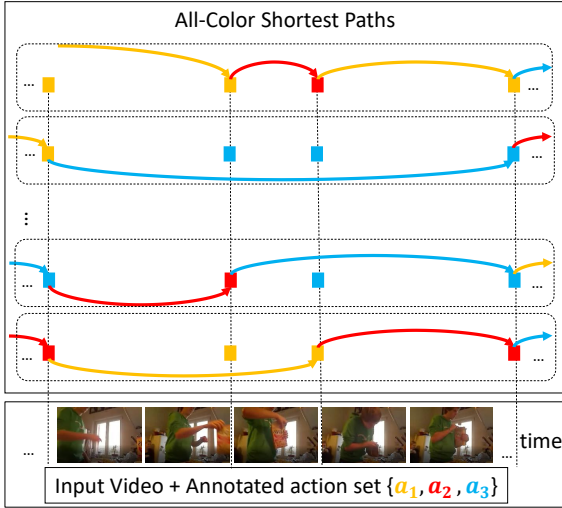 All-Color Shortest Paths
... ...
... ...
⋮
... ...
... ...
... ... time
Input Video + Annotated action set {a₁, a₂, a₃}